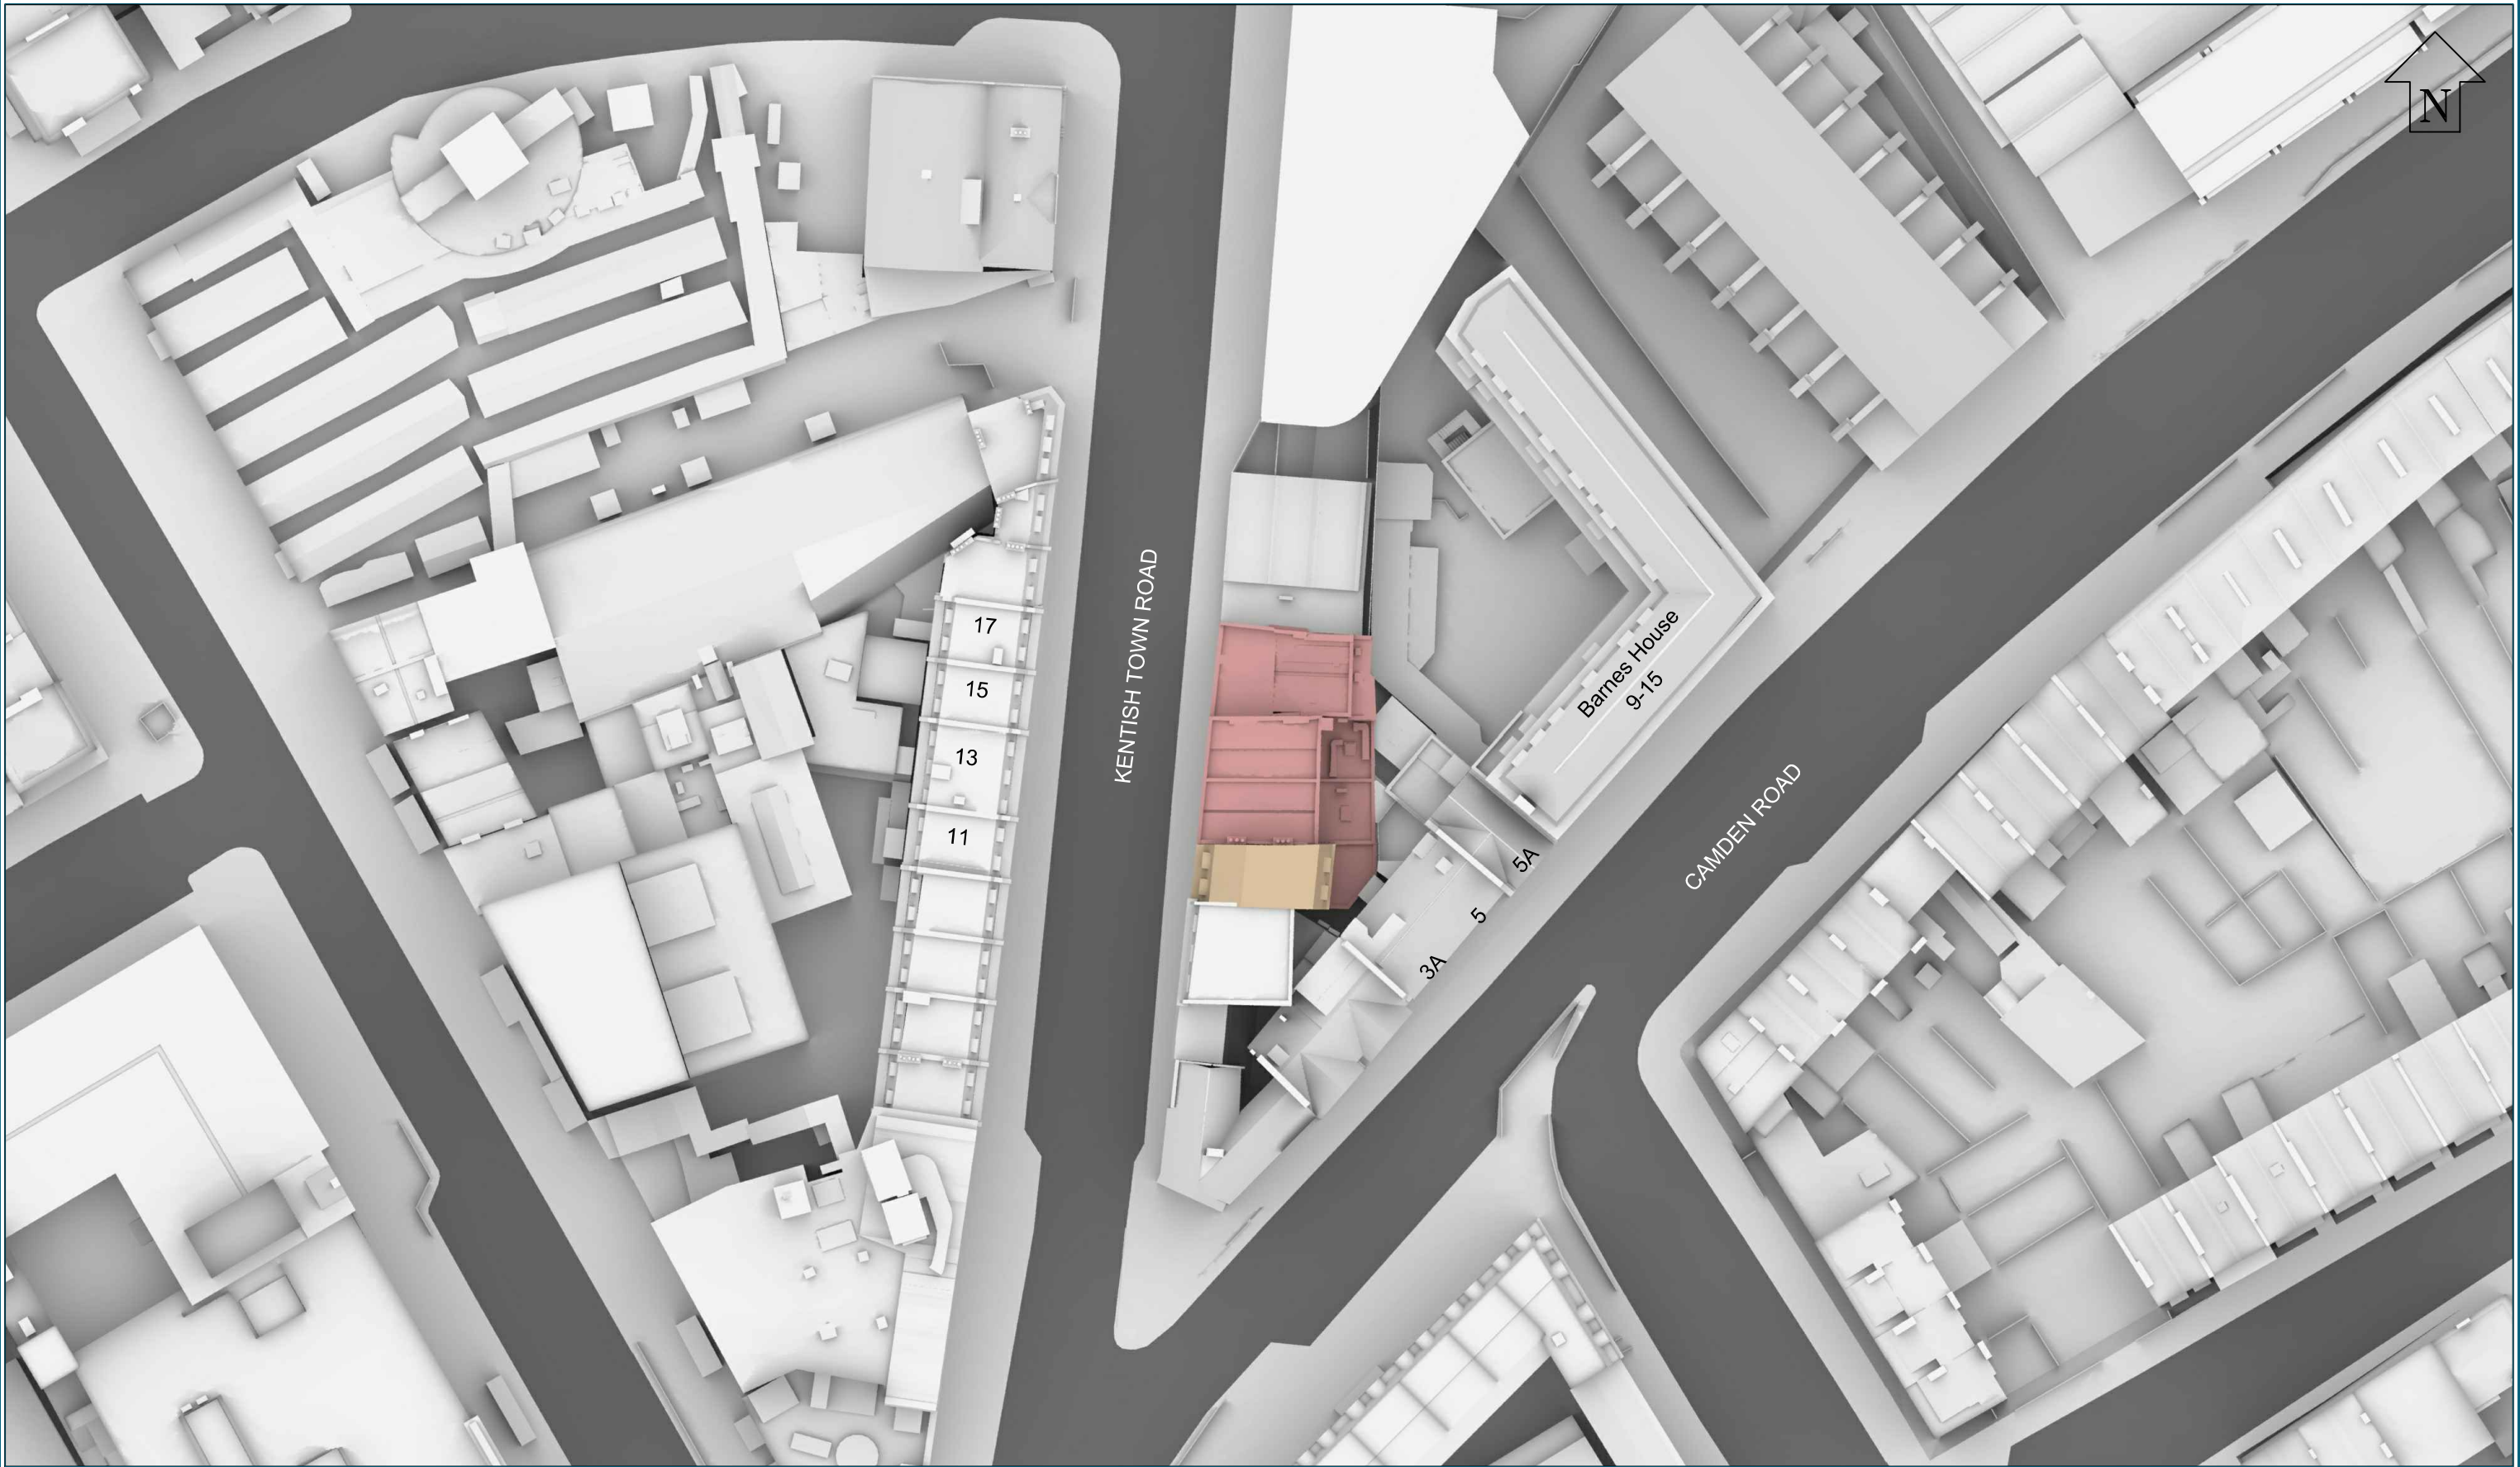 N
KENTISH TOWN ROAD
17
15
13
11
Barnes House
9-15
CAMDEN ROAD
5A
5
3A